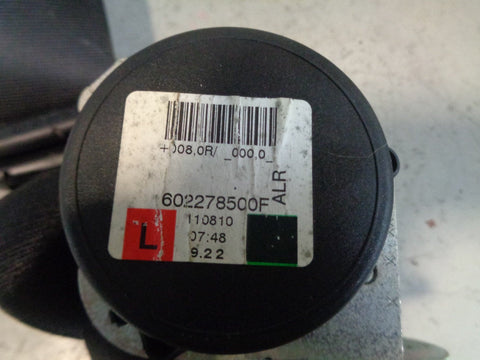 +008,0R/ _000,0_
ALR
602278500F
110810
L
07:48
9.22